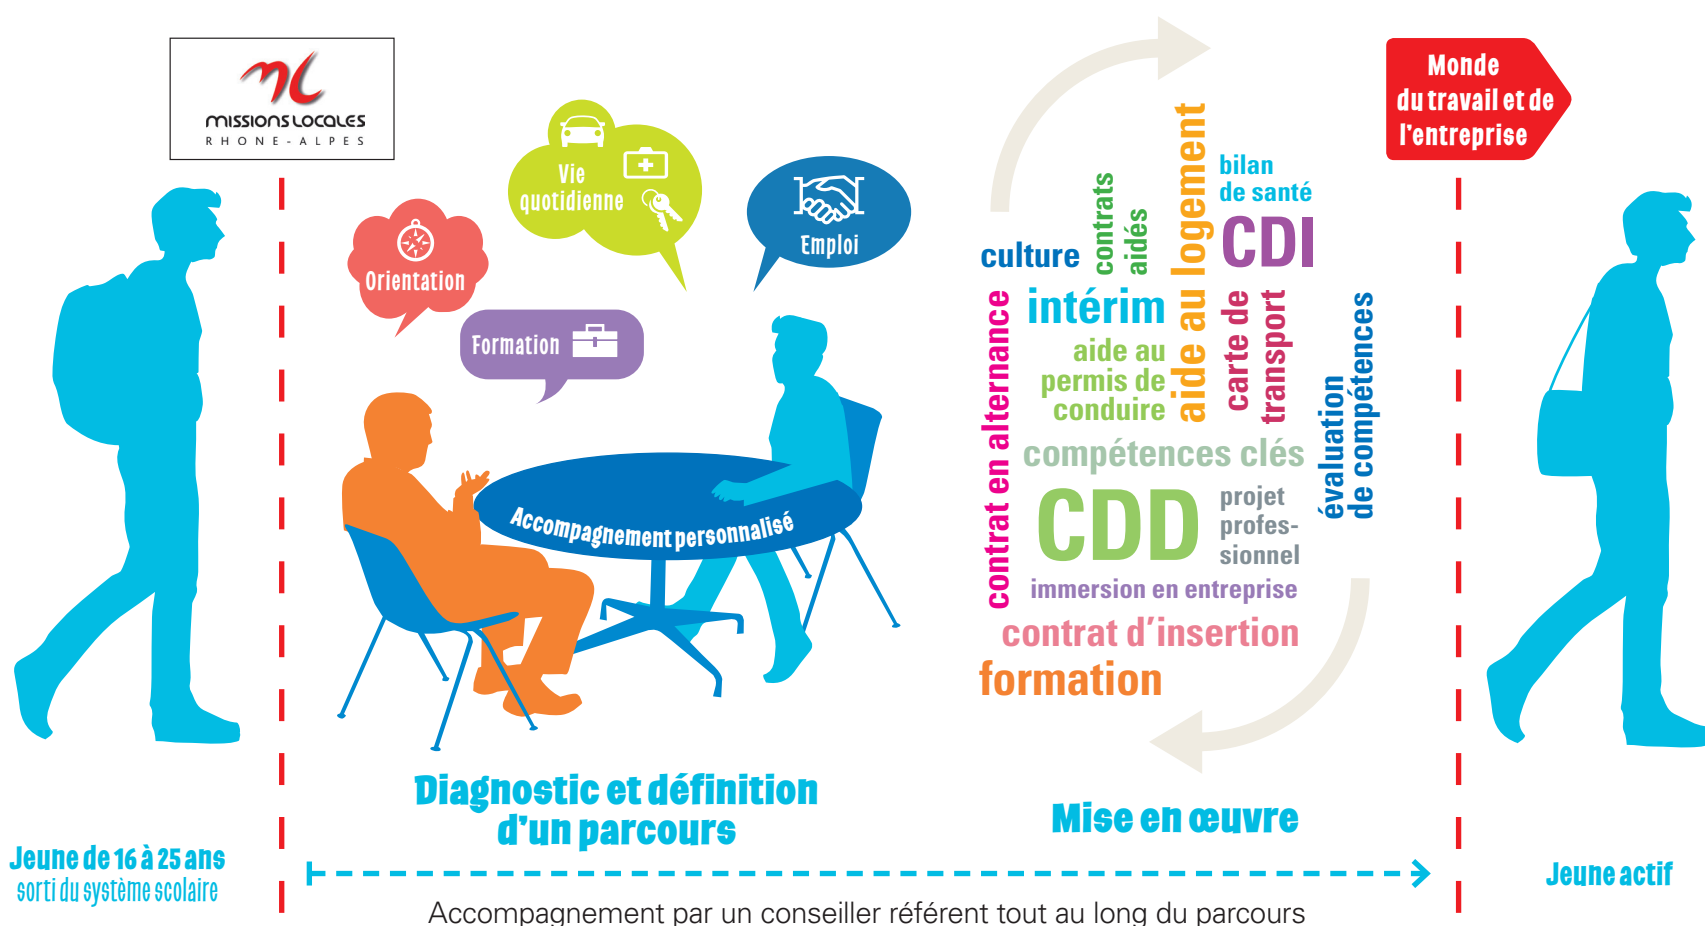 MISSIONS LOCALES
RHONE-ALPES
Monde
du travail et de
l'entreprise
Vie
quotidienne
Emploi
Orientation
Formation
Accompagnement personnalisé
culture
contrats
aidés
aide au logement
bilan
de santé
CDI
intérim
contrat en alternance
aide au
permis de
conduire
carte de
transport
évaluation
de compétences
compétences clés
CDD
projet
profes-
sionnel
immersion en entreprise
contrat d'insertion
formation
Diagnostic et définition
d'un parcours
Mise en œuvre
Jeune de 16 à 25 ans
sorti du système scolaire
Jeune actif
Accompagnement par un conseiller référent tout au long du parcours